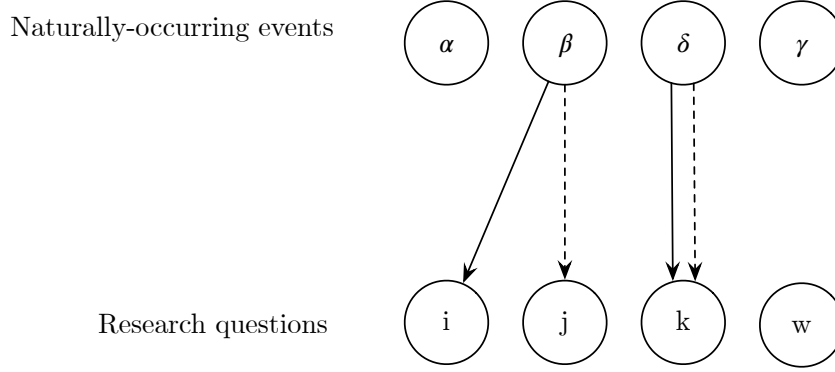 Naturally-occurring events α β δ γ
Research questions i j k w